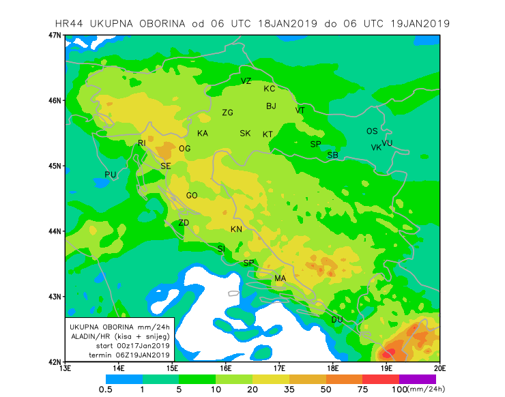 HR44 UKUPNA OBORINA od 06 UTC 18JAN2019 do 06 UTC 19JAN2019
47N
VZ
KC
46N
ZG
BJ
VT
KA
SK
KT
OS
RI
OG
SP
VK
VU
SB
45N
SE
PU
GO
ZD
44N
KN
SI
SP
MA
43N
DU
UKUPNA OBORINA mm/24h
ALADIN/HR (kisa + snijeg)
start 00z17Jan2019
termin 06Z19JAN2019
42N
13E 14E 15E 16E 17E 18E 19E 20E
0.5 1 5 10 20 35 50 75 100(mm/24h)